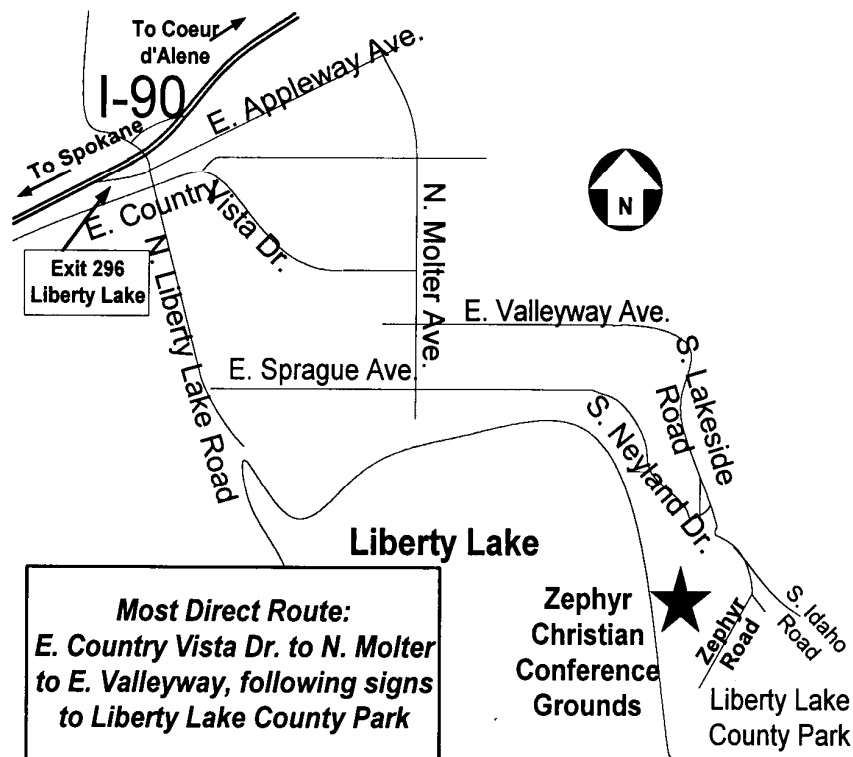 To Coeur
d'Alene
I-90
E. Appleway Ave.
To Spokane
E. Country Vista Dr.
N
Exit 296
Liberty Lake
N. Liberty Lake Road
N. Molter Ave.
E. Valleyway Ave.
E. Sprague Ave.
S. Lakeside
Road
S. Neyland Dr.
Liberty Lake
Zephyr
Christian
Conference
Grounds
Zephyr
Road
S. Idaho
Road
Liberty Lake
County Park
Most Direct Route:
E. Country Vista Dr. to N. Molter
to E. Valleyway, following signs
to Liberty Lake County Park